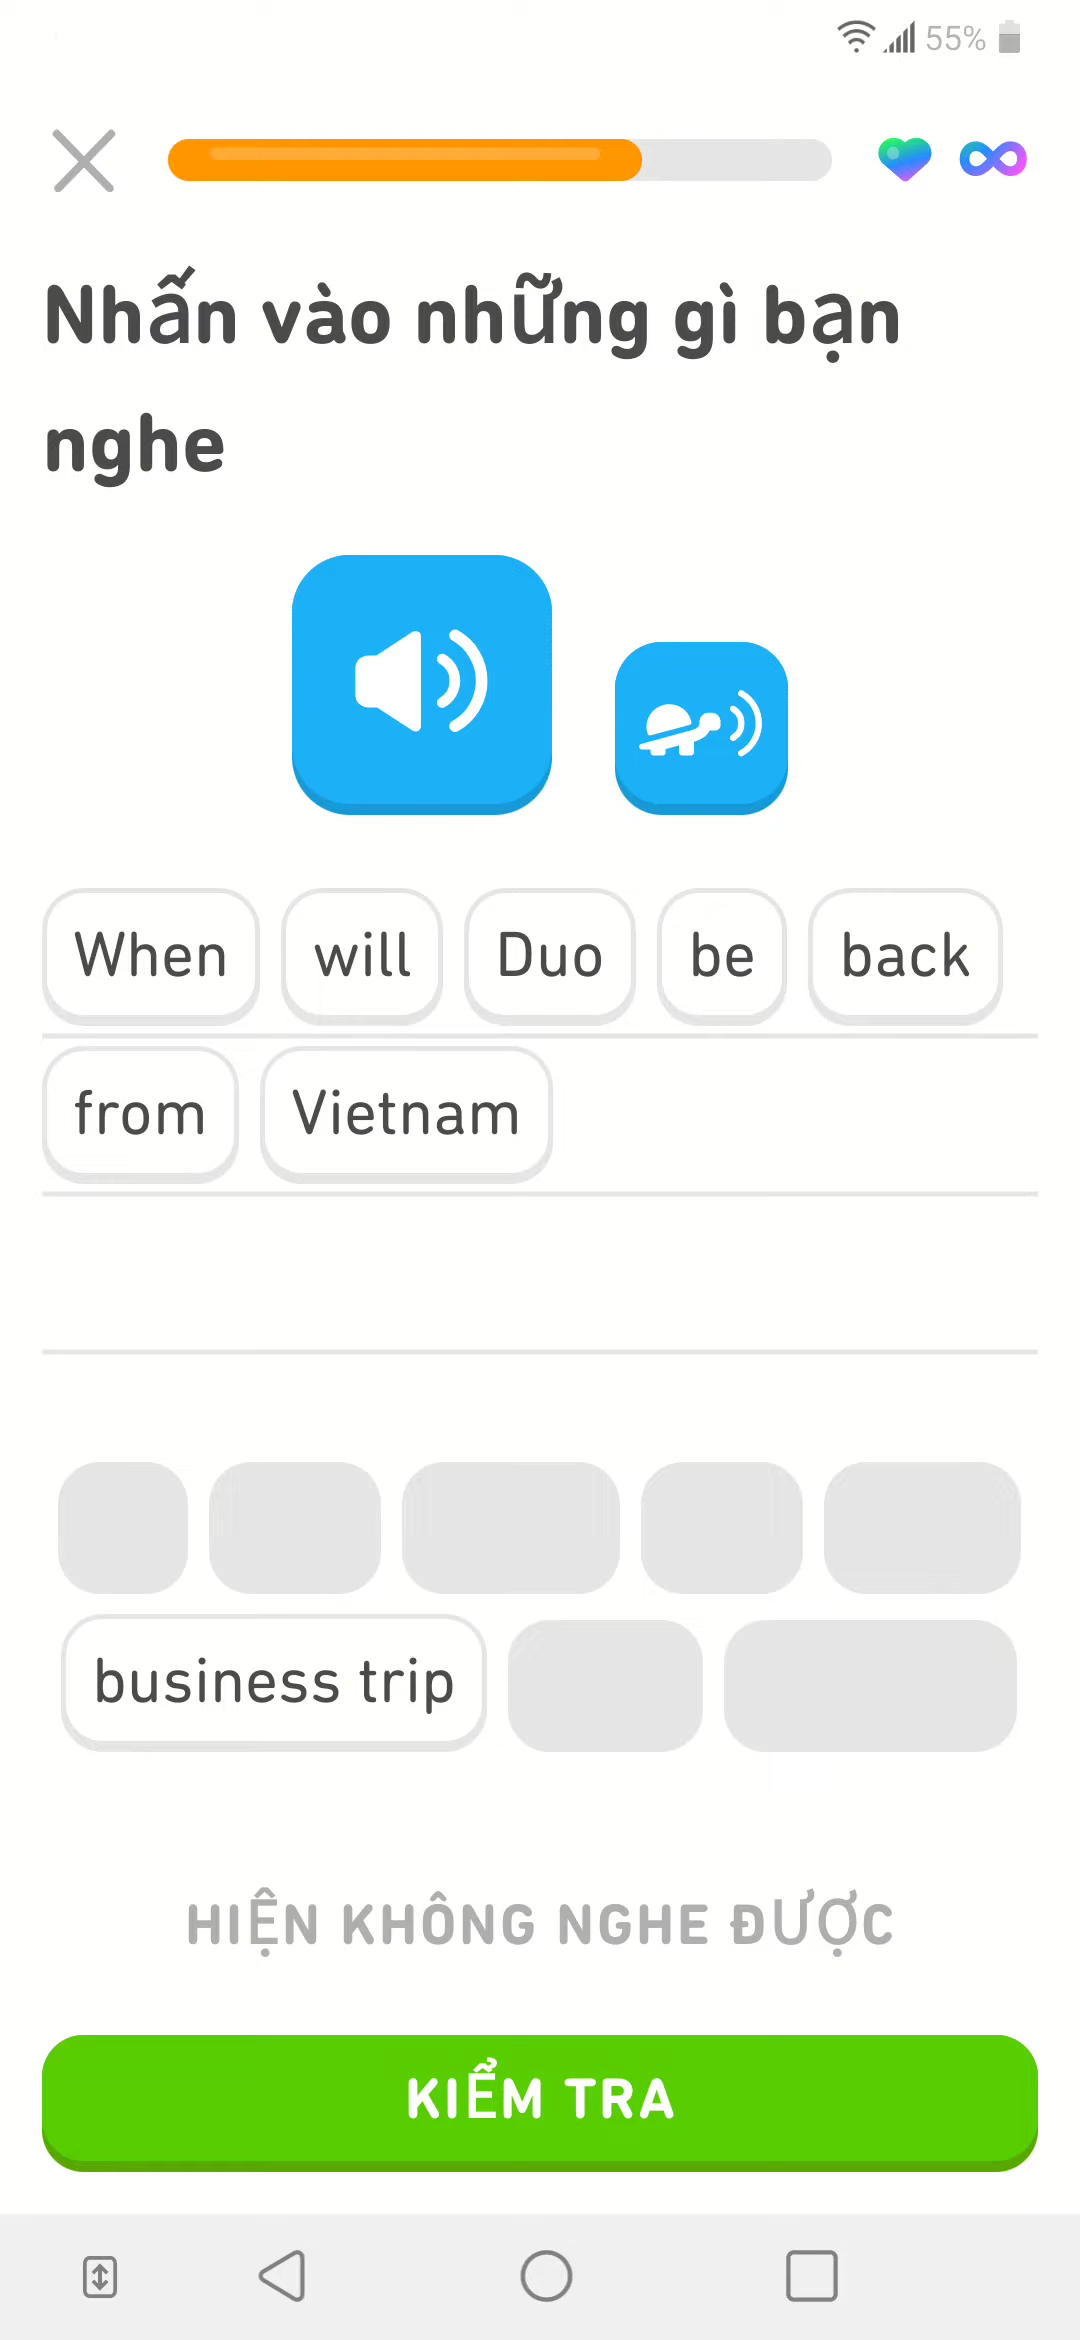 55%
Nhấn vào những gì bạn
nghe
When will Duo be back
from Vietnam
business trip
HIỆN KHÔNG NGHE ĐƯỢC
KIỂM TRA